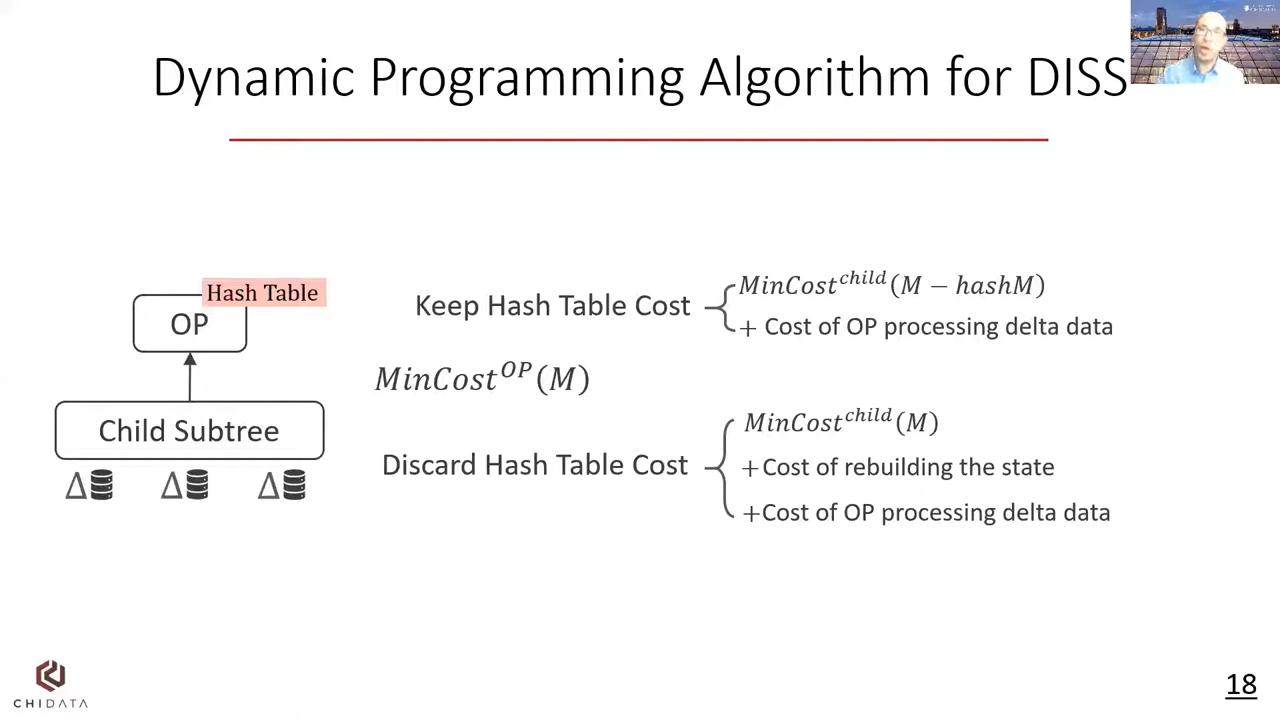 Dynamic Programming Algorithm for DISS
Hash Table
OP
Child Subtree
Δ Δ Δ
Keep Hash Table Cost
MinCost^child(M − hashM)
+ Cost of OP processing delta data
MinCost^OP(M)
Discard Hash Table Cost
MinCost^child(M)
+Cost of rebuilding the state
+Cost of OP processing delta data
CHIDATA
18